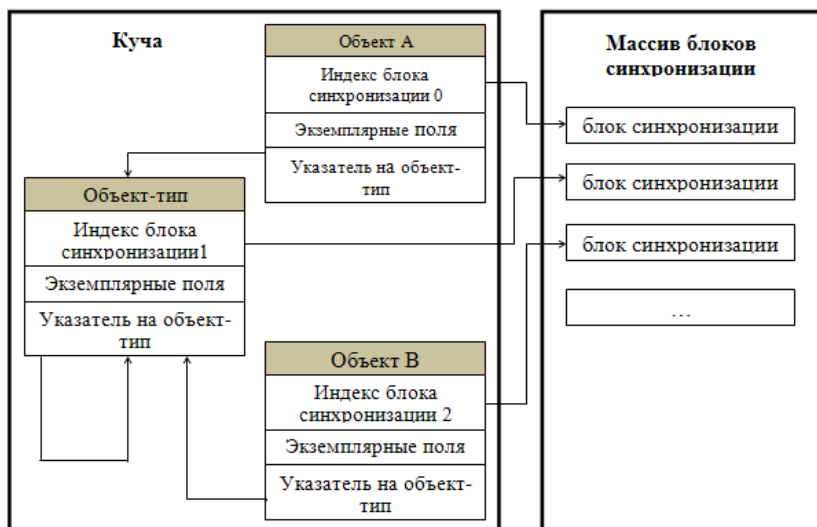 Куча
Объект А
Индекс блока
синхронизации 0
Экземплярные поля
Указатель на объект-
тип
Объект-тип
Индекс блока
синхронизации1
Экземплярные поля
Указатель на объект-
тип
Объект В
Индекс блока
синхронизации 2
Экземплярные поля
Указатель на объект-
тип
Массив блоков
синхронизации
блок синхронизации
блок синхронизации
блок синхронизации
…